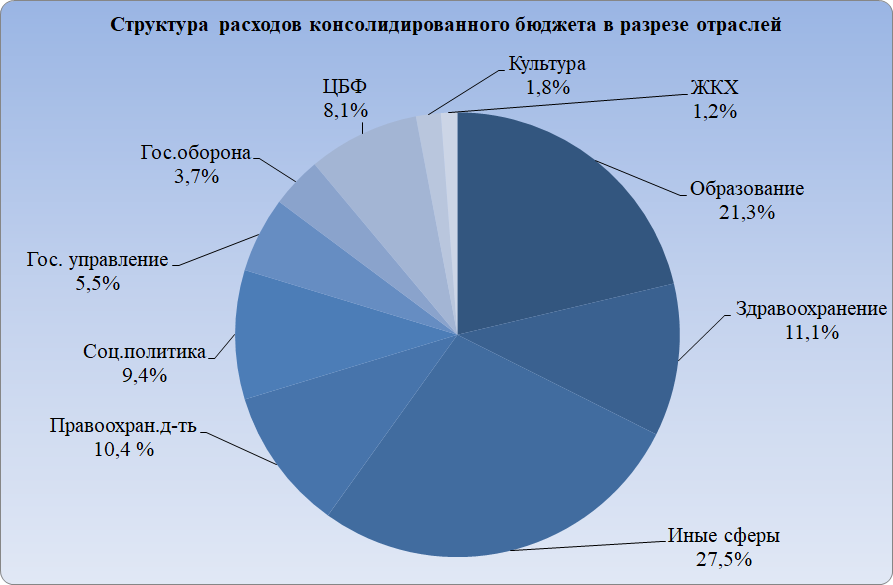 Структура расходов консолидированного бюджета в разрезе отраслей
Культура
1,8%
ЖКХ
1,2%
ЦБФ
8,1%
Гос.оборона
3,7%
Образование
21,3%
Гос. управление
5,5%
Здравоохранение
11,1%
Соц.политика
9,4%
Правоохран.д-ть
10,4 %
Иные сферы
27,5%